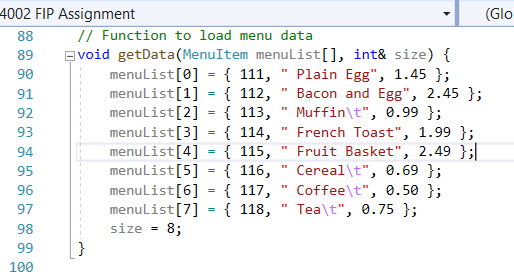 4002 FIP Assignment (Glo
88 // Function to load menu data
89 void getData(MenuItem menuList[], int& size) {
90 menuList[0] = { 111, " Plain Egg", 1.45 };
91 menuList[1] = { 112, " Bacon and Egg", 2.45 };
92 menuList[2] = { 113, " Muffin\t", 0.99 };
93 menuList[3] = { 114, " French Toast", 1.99 };
94 menuList[4] = { 115, " Fruit Basket", 2.49 };
95 menuList[5] = { 116, " Cereal\t", 0.69 };
96 menuList[6] = { 117, " Coffee\t", 0.50 };
97 menuList[7] = { 118, " Tea\t", 0.75 };
98 size = 8;
99 }
100